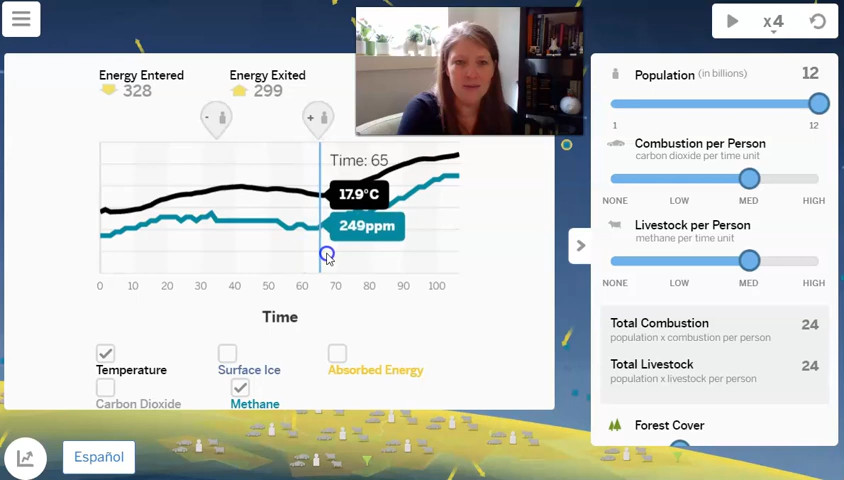 x4
Energy Entered
328
Energy Exited
299
-
+
Time: 65
17.9°C
249ppm
0 10 20 30 40 50 60 70 80 90 100
Time
Temperature
Surface Ice
Absorbed Energy
Carbon Dioxide
Methane
Español
Population (in billions) 12
1 12
Combustion per Person
carbon dioxide per time unit
NONE LOW MED HIGH
Livestock per Person
methane per time unit
NONE LOW MED HIGH
Total Combustion 24
population x combustion per person
Total Livestock 24
population x livestock per person
Forest Cover